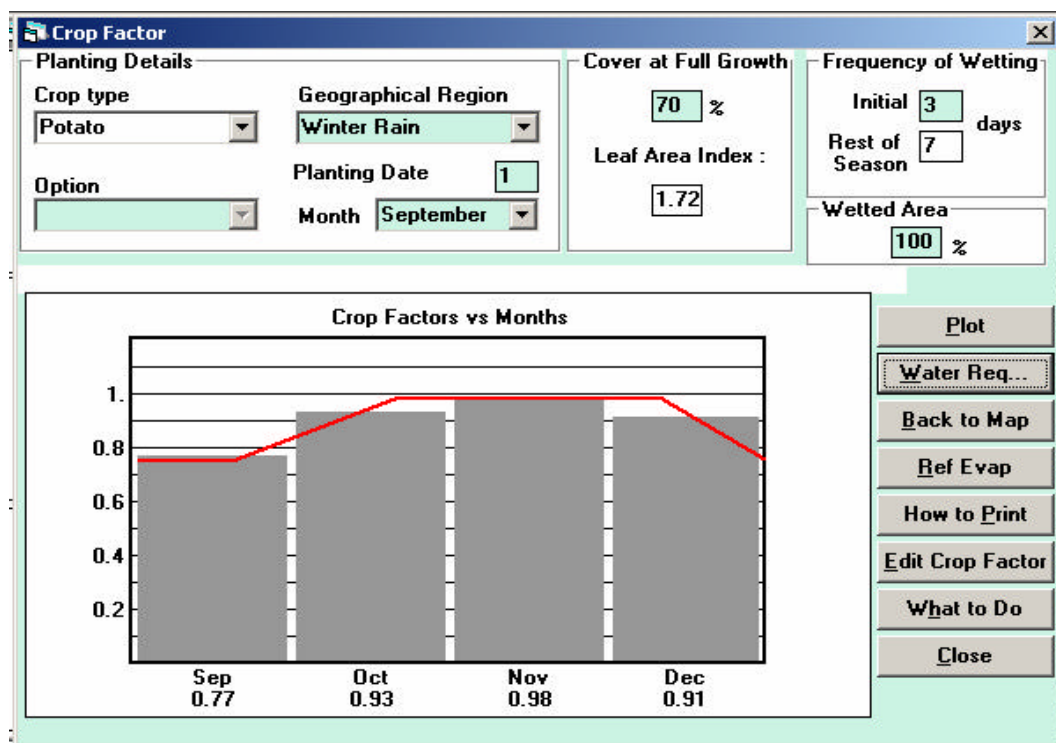 Crop Factor
Planting Details
Crop type
Potato
Option
Geographical Region
Winter Rain
Planting Date 1
Month September
Cover at Full Growth
70 %
Leaf Area Index :
1.72
Frequency of Wetting
Initial 3
days
Rest of Season 7
Wetted Area
100 %
Crop Factors vs Months
1.
0.8
0.6
0.4
0.2
Sep Oct Nov Dec
0.77 0.93 0.98 0.91
Plot
Water Req...
Back to Map
Ref Evap
How to Print
Edit Crop Factor
What to Do
Close